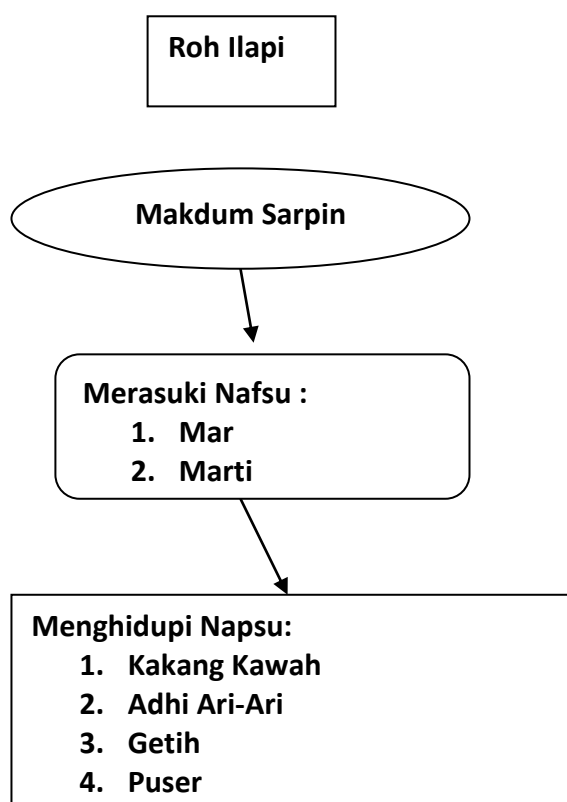 Roh Ilapi
Makdum Sarpin
Merasuki Nafsu :
1. Mar
2. Marti
Menghidupi Napsu:
1. Kakang Kawah
2. Adhi Ari-Ari
3. Getih
4. Puser